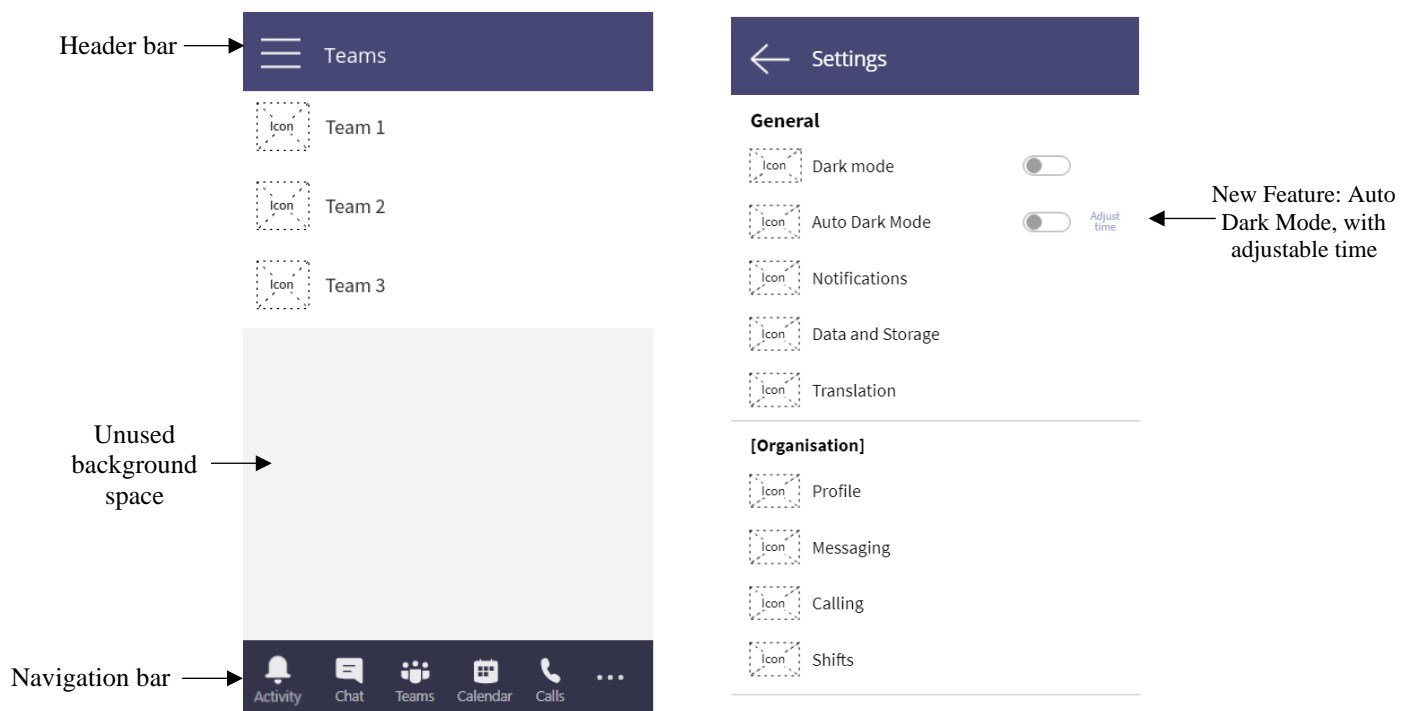 Header bar
Teams
Icon
Team 1
Icon
Team 2
Icon
Team 3
Unused
background
space
Navigation bar
Activity
Chat
Teams
Calendar
Calls
Settings
General
Icon
Dark mode
Icon
Auto Dark Mode
Adjust
time
New Feature: Auto
Dark Mode, with
adjustable time
Icon
Notifications
Icon
Data and Storage
Icon
Translation
[Organisation]
Icon
Profile
Icon
Messaging
Icon
Calling
Icon
Shifts